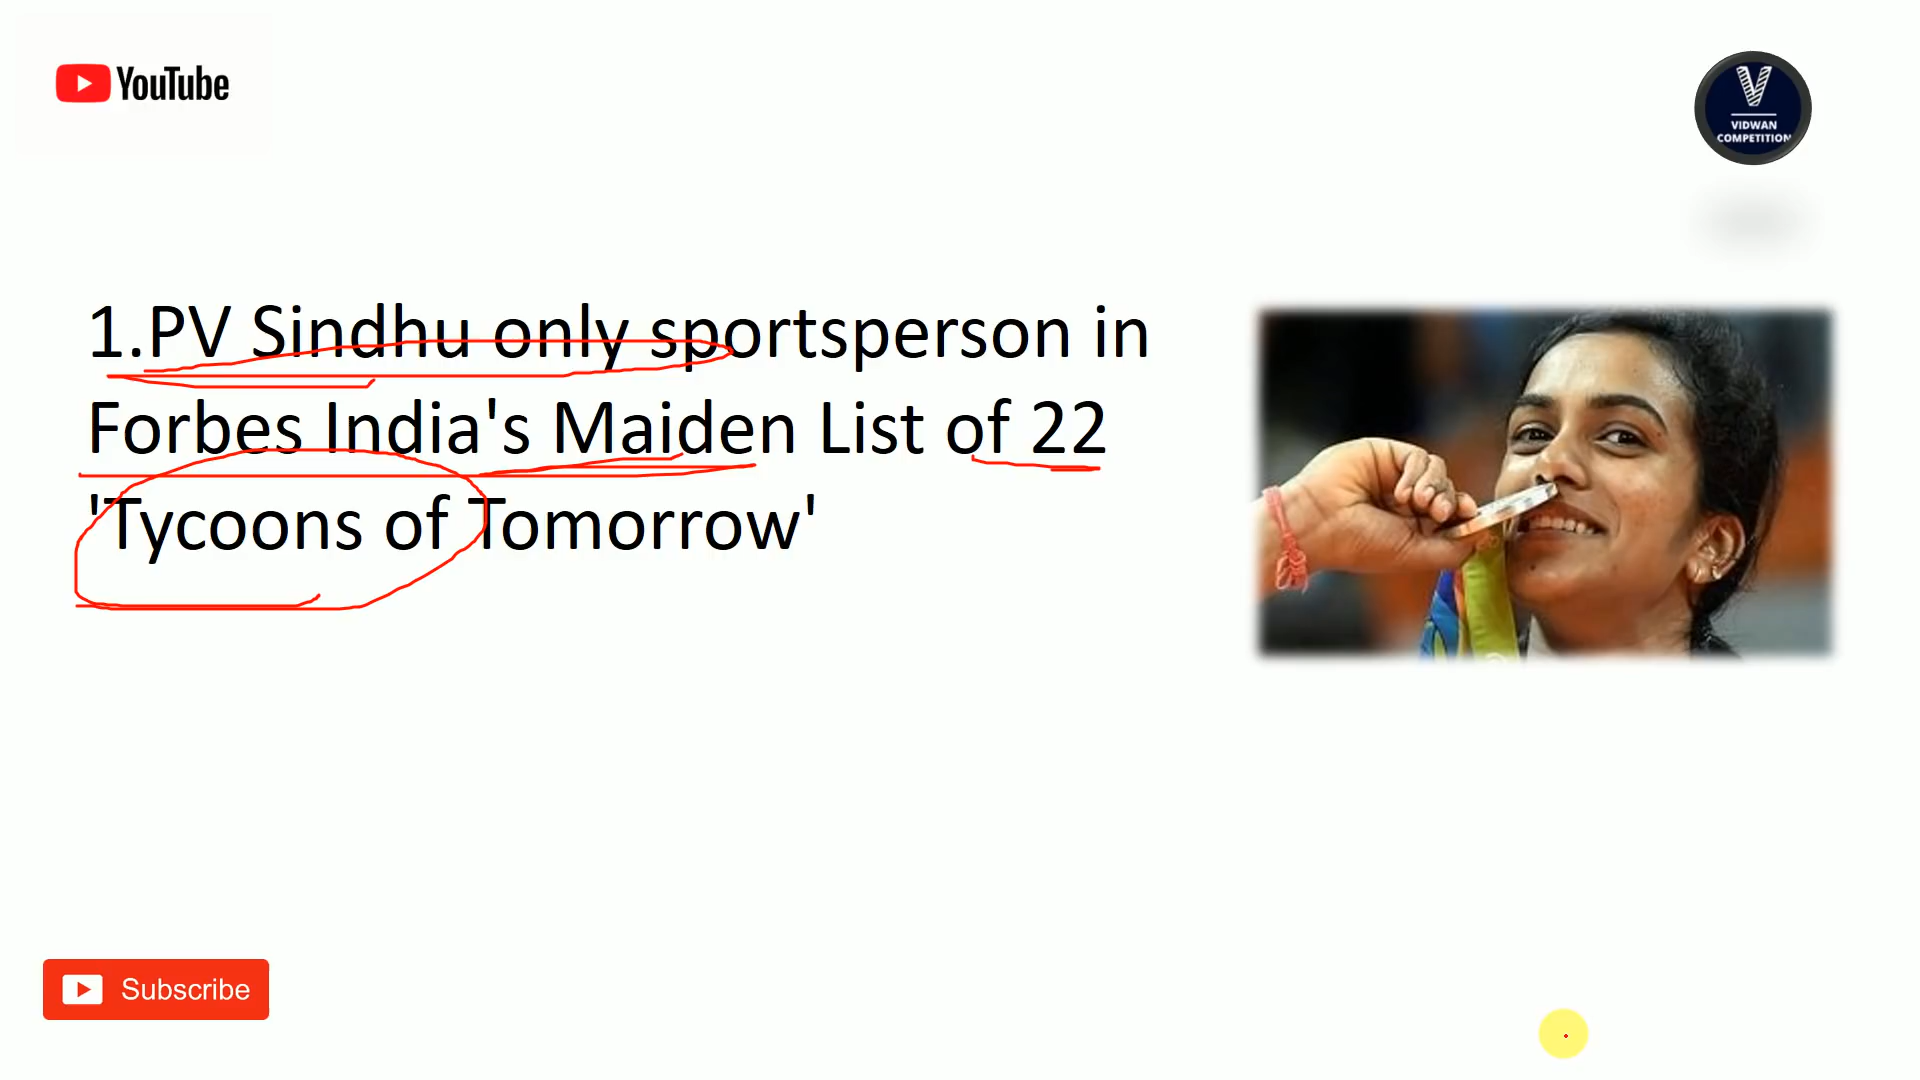 YouTube
V
VIDWAN
COMPETITION
1.PV Sindhu only sportsperson in
Forbes India's Maiden List of 22
'Tycoons of Tomorrow'
Subscribe